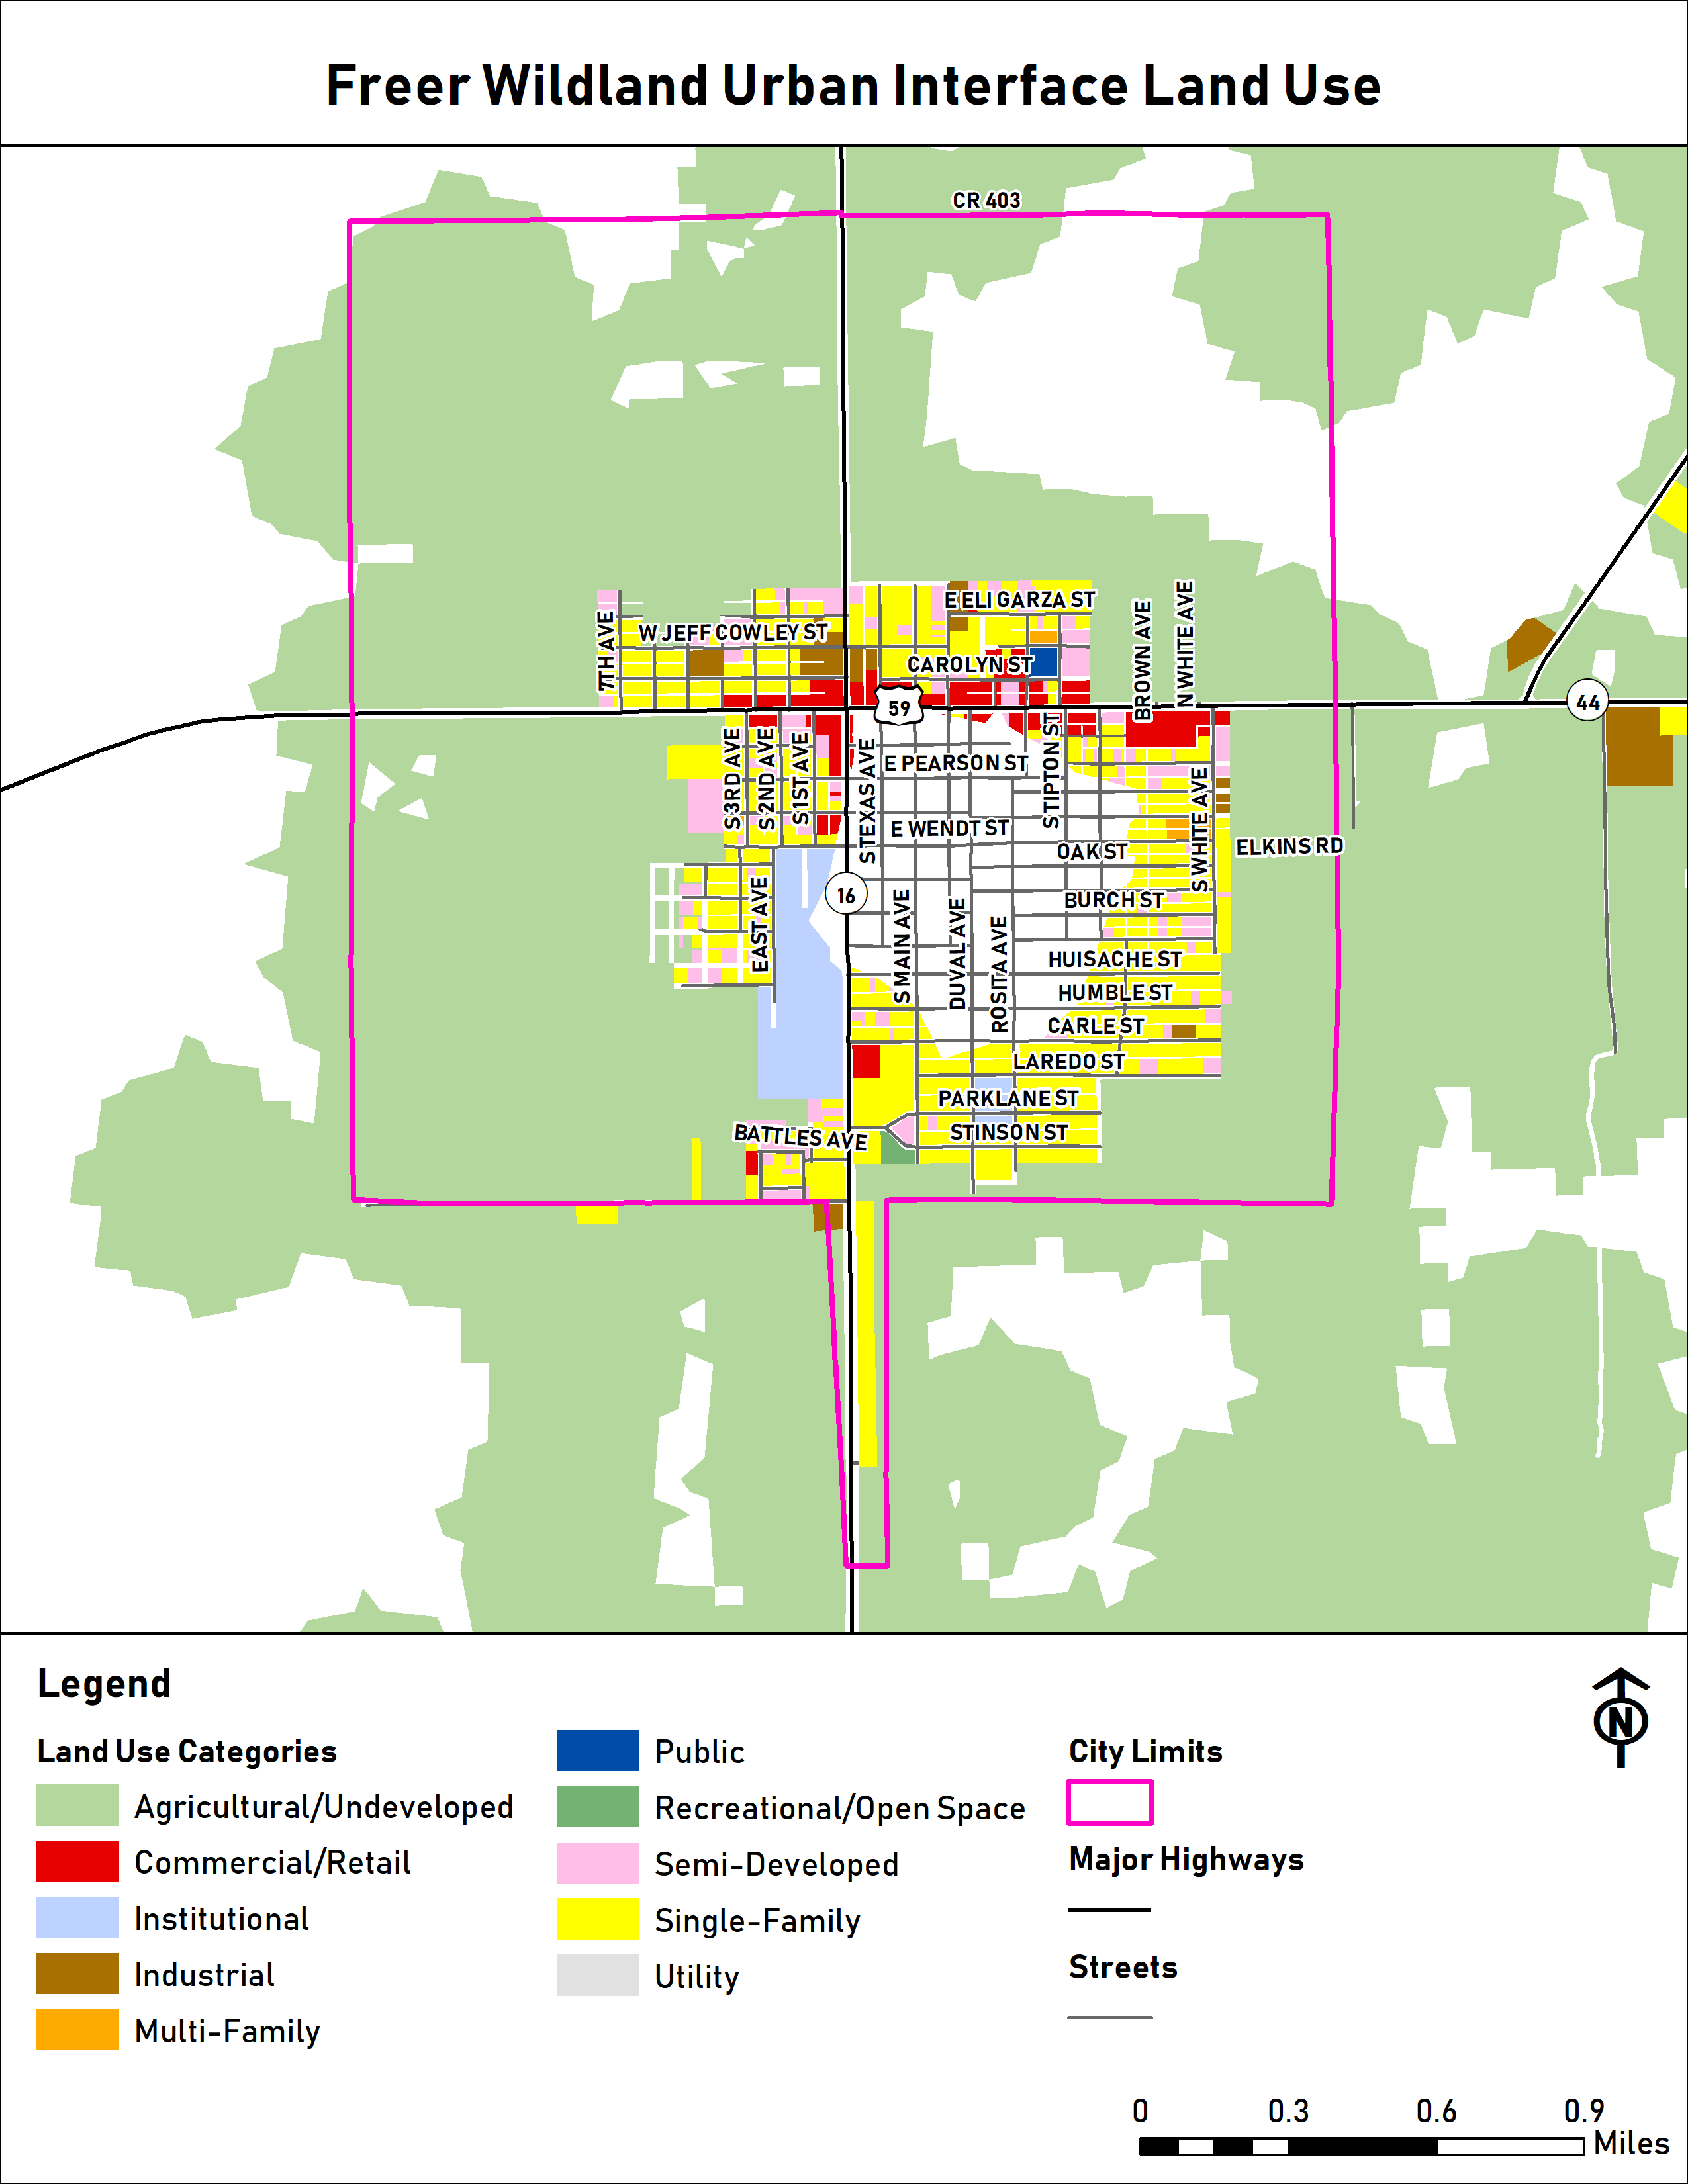 Freer Wildland Urban Interface Land Use
CR 403
E ELI GARZA ST
W JEFF COWLEY ST
7TH AVE
CAROLYN ST
BROWN AVE
N WHITE AVE
59
44
S 3RD AVE
S 2ND AVE
S 1ST AVE
S TEXAS AVE
E PEARSON ST
S TIPTON ST
E WENDT ST
OAK ST
S WHITE AVE
ELKINS RD
16
EAST AVE
S MAIN AVE
DUVAL AVE
ROSITA AVE
BURCH ST
HUISACHE ST
HUMBLE ST
CARLE ST
LAREDO ST
PARKLANE ST
STINSON ST
BATTLES AVE
Legend
Land Use Categories
Agricultural/Undeveloped
Commercial/Retail
Institutional
Industrial
Multi-Family
Public
Recreational/Open Space
Semi-Developed
Single-Family
Utility
City Limits
Major Highways
Streets
N
0 0.3 0.6 0.9
Miles